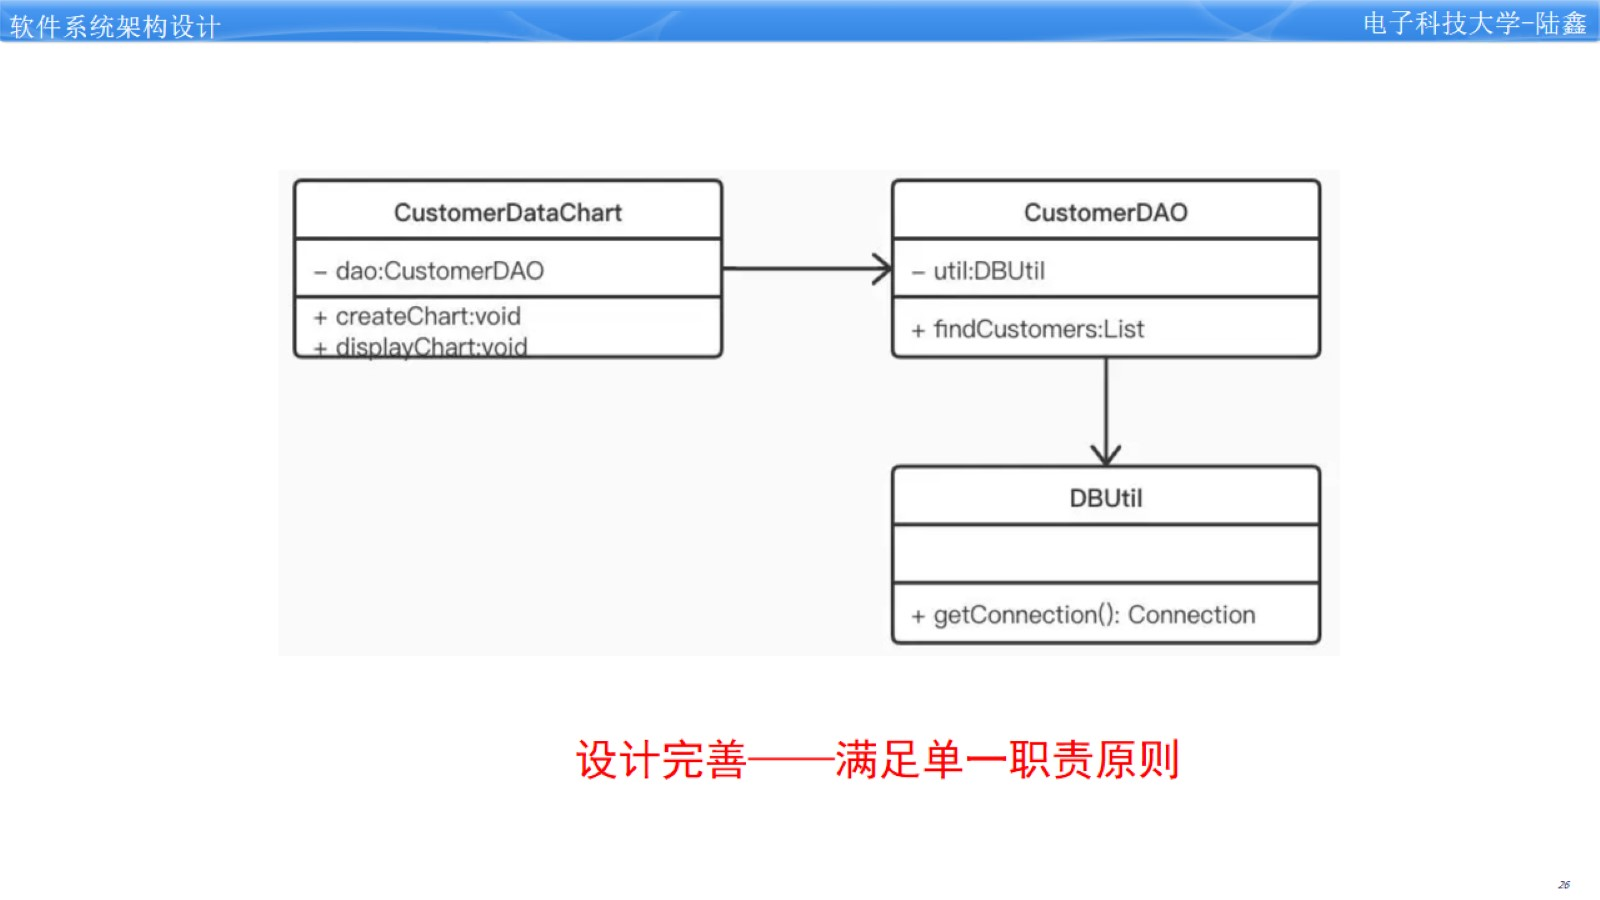 软件系统架构设计
电子科技大学-陆鑫
CustomerDataChart
- dao:CustomerDAO
+ createChart:void
+ displayChart:void
CustomerDAO
- util:DBUtil
+ findCustomers:List
DBUtil
+ getConnection(): Connection
设计完善——满足单一职责原则
26